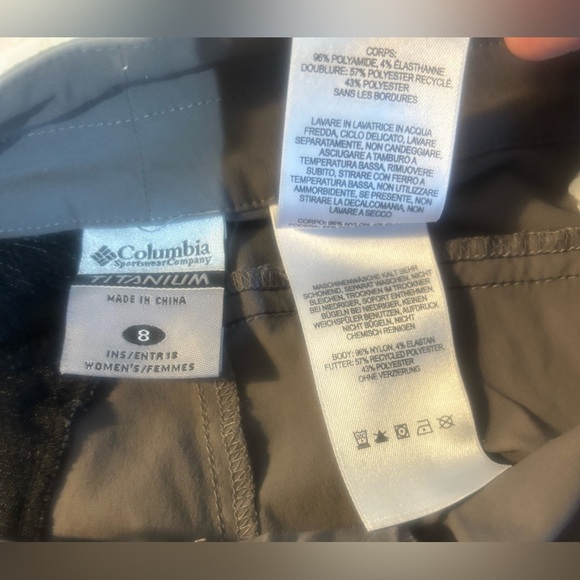 Columbia
Sportswear Company
TITANIUM
MADE IN CHINA
8
INS/ENTR 18
WOMEN'S/FEMMES
CORPS:
96% POLYAMIDE, 4% ÉLASTHANNE
DOUBLURE: 57% POLYESTER RECYCLÉ,
43% POLYESTER
SANS LES BORDURES
LAVARE IN LAVATRICE IN ACQUA
FREDDA, CICLO DELICATO, LAVARE
SEPARATAMENTE, NON CANDEGGIARE,
ASCIUGARE A TAMBURO A
TEMPERATURA BASSA, RIMUOVERE
SUBITO, STIRARE CON FERRO A
TEMPERATURA BASSA, NON UTILIZZARE
AMMORBIDENTE, SE PRESENTE, NON
STIRARE LA DECALCOMANIA, NON
LAVARE A SECCO
CORPO: 96% NYLON, 4%
MASCHINENWÄSCHE KALT SEHR
SCHONEND, SEPARAT WASCHEN, NICHT
BLEICHEN, TROCKNEN IM TROCKNER
BEI NIEDRIGER, SOFORT ENTNEHMEN,
BÜGELN BEI NIEDRIGER, KEINEN
WEICHSPÜLER BENUTZEN, AUFDRUCK
NICHT BÜGELN, NICHT
CHEMISCH REINIGEN
BODY: 96% NYLON, 4% ELASTAN
FUTTER: 57% RECYCLED POLYESTER,
43% POLYESTER
OHNE VERZIERUNG